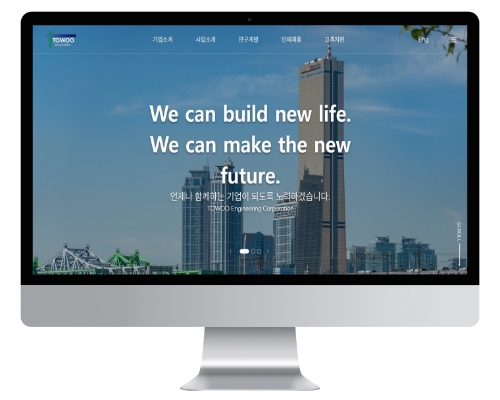 TOWOO
기업소개
사업소개
연구개발
인재채용
고객지원
Eng
We can build new life.
We can make the new
future.
언제나 함께하는 기업이 되도록 노력하겠습니다.
TOWOO Engineering Corporation
SCROLL